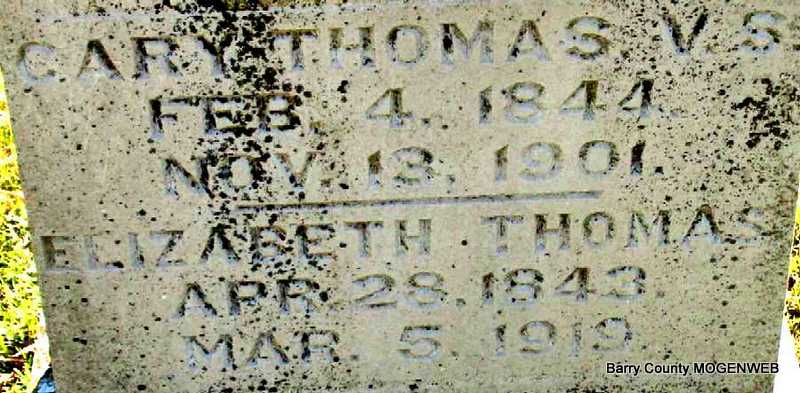 CARY THOMAS, V.S.
FEB. 4, 1844.
NOV. 13, 1901.
ELIZABETH THOMAS
APR. 28, 1843.
MAR. 5, 1919.
Barry County MOGENWEB